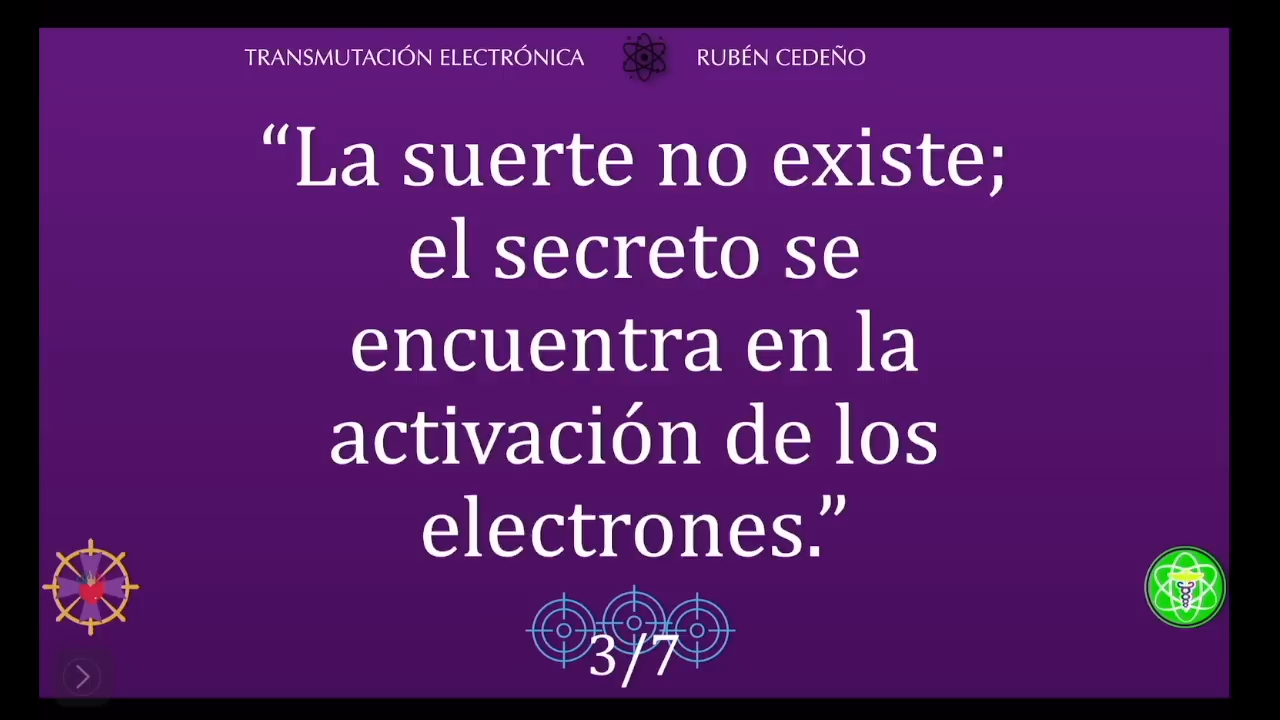 TRANSMUTACIÓN ELECTRÓNICA RUBÉN CEDEÑO
“La suerte no existe;
el secreto se
encuentra en la
activación de los
electrones.”
3/7